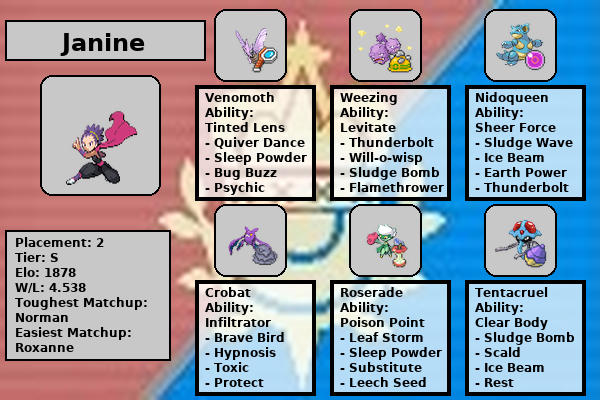 Janine
Venomoth
Ability:
Tinted Lens
- Quiver Dance
- Sleep Powder
- Bug Buzz
- Psychic
Weezing
Ability:
Levitate
- Thunderbolt
- Will-o-wisp
- Sludge Bomb
- Flamethrower
Nidoqueen
Ability:
Sheer Force
- Sludge Wave
- Ice Beam
- Earth Power
- Thunderbolt
Placement: 2
Tier: S
Elo: 1878
W/L: 4.538
Toughest Matchup:
Norman
Easiest Matchup:
Roxanne
Crobat
Ability:
Infiltrator
- Brave Bird
- Hypnosis
- Toxic
- Protect
Roserade
Ability:
Poison Point
- Leaf Storm
- Sleep Powder
- Substitute
- Leech Seed
Tentacruel
Ability:
Clear Body
- Sludge Bomb
- Scald
- Ice Beam
- Rest